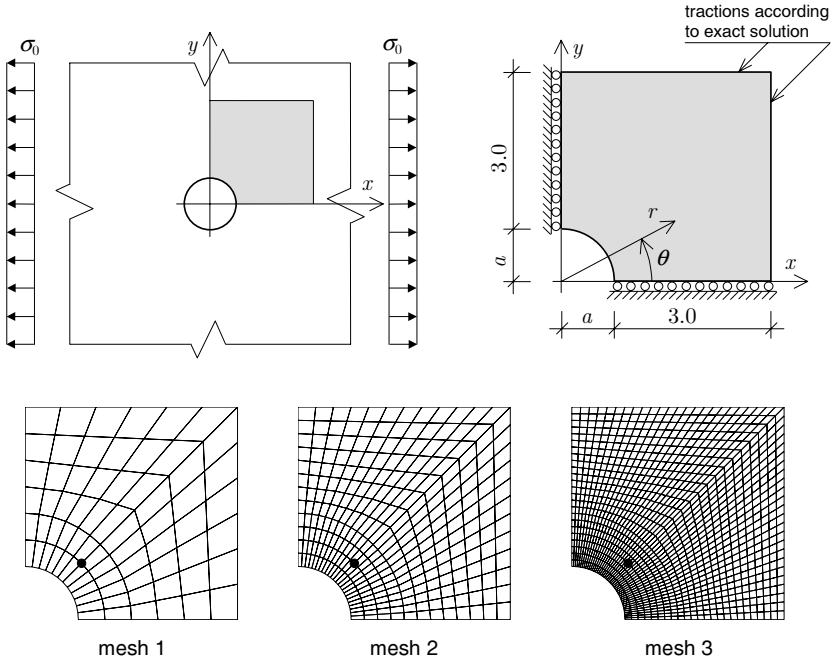 tractions according
to exact solution
σ₀
y
σ₀
x
y
3.0
r
θ
a
x
a
3.0
mesh 1
mesh 2
mesh 3